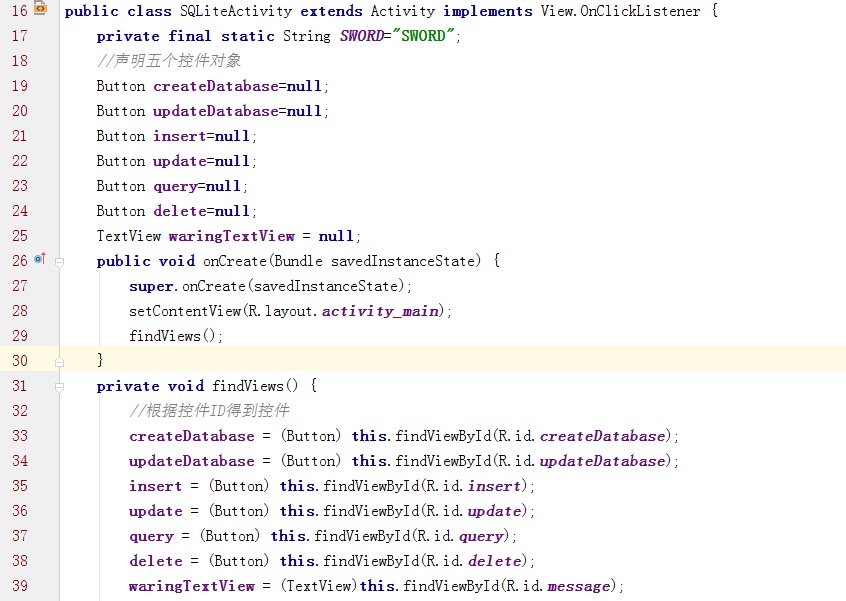 16 public class SQLiteActivity extends Activity implements View.OnClickListener {
17 private final static String SWORD="SWORD";
18 //声明五个控件对象
19 Button createDatabase=null;
20 Button updateDatabase=null;
21 Button insert=null;
22 Button update=null;
23 Button query=null;
24 Button delete=null;
25 TextView waringTextView = null;
26 public void onCreate(Bundle savedInstanceState) {
27 super.onCreate(savedInstanceState);
28 setContentView(R.layout.activity_main);
29 findViews();
30 }
31 private void findViews() {
32 //根据控件ID得到控件
33 createDatabase = (Button) this.findViewById(R.id.createDatabase);
34 updateDatabase = (Button) this.findViewById(R.id.updateDatabase);
35 insert = (Button) this.findViewById(R.id.insert);
36 update = (Button) this.findViewById(R.id.update);
37 query = (Button) this.findViewById(R.id.query);
38 delete = (Button) this.findViewById(R.id.delete);
39 waringTextView = (TextView)this.findViewById(R.id.message);